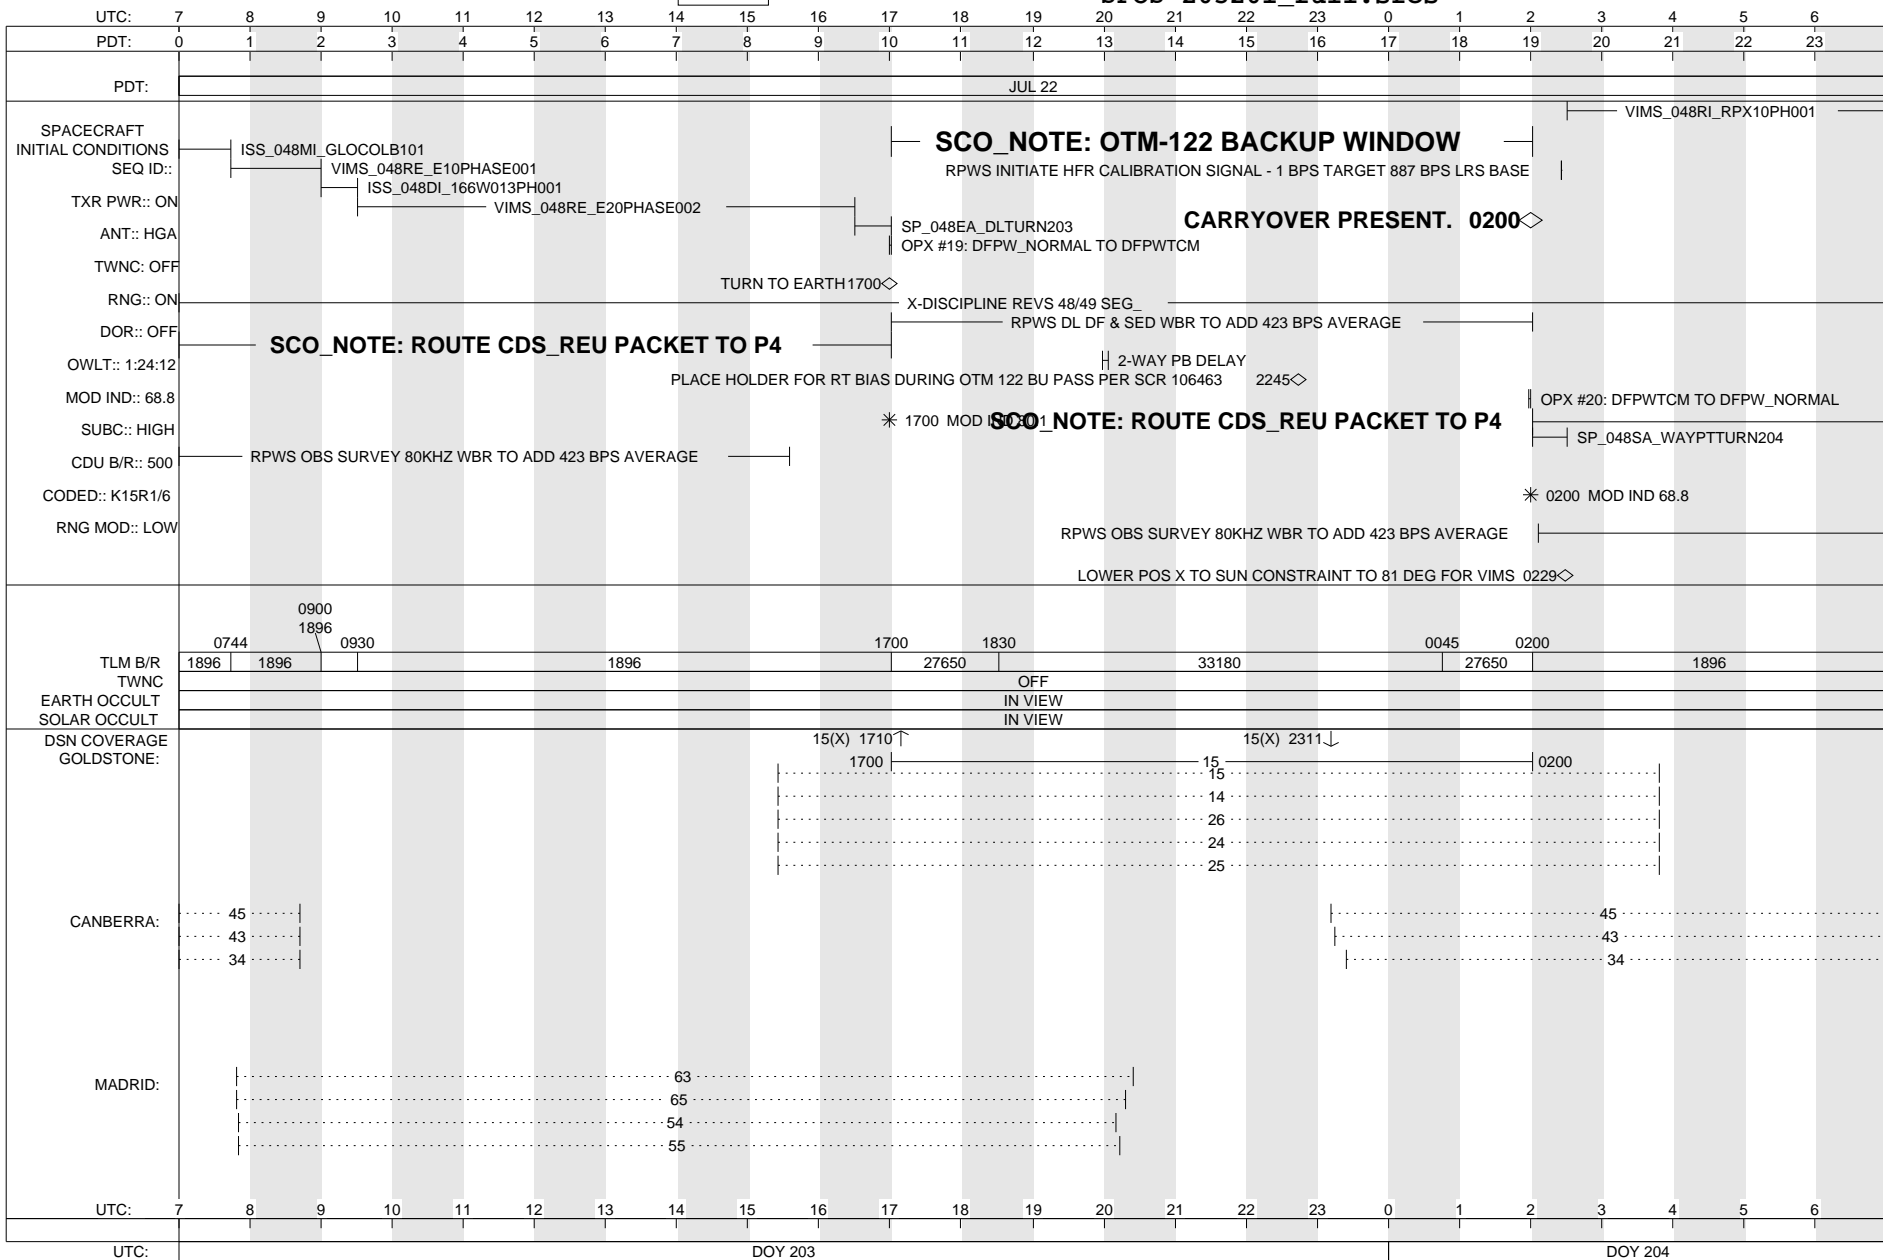 UTC: 7 8 9 10 11 12 13 14 15 16 17 18 19 20 21 22 23 0 1 2 3 4 5 6
PDT: 0 1 2 3 4 5 6 7 8 9 10 11 12 13 14 15 16 17 18 19 20 21 22 23
PDT: JUL 22
VIMS_048RI_RPX10PH001
SPACECRAFT
INITIAL CONDITIONS
ISS_048MI_GLOCOLB101
SCO_NOTE: OTM-122 BACKUP WINDOW
SEQ ID::
VIMS_048RE_E10PHASE001
RPWS INITIATE HFR CALIBRATION SIGNAL - 1 BPS TARGET 887 BPS LRS BASE
ISS_048DI_166W013PH001
TXR PWR:: ON
VIMS_048RE_E20PHASE002
SP_048EA_DLTURN203
CARRYOVER PRESENT. 0200
ANT:: HGA
OPX #19: DFPW_NORMAL TO DFPWTCM
TWNC: OFF
TURN TO EARTH1700
RNG:: ON
X-DISCIPLINE REVS 48/49 SEG_
DOR:: OFF
RPWS DL DF & SED WBR TO ADD 423 BPS AVERAGE
SCO_NOTE: ROUTE CDS_REU PACKET TO P4
OWLT:: 1:24:12
2-WAY PB DELAY
PLACE HOLDER FOR RT BIAS DURING OTM 122 BU PASS PER SCR 106463 2245
MOD IND:: 68.8
OPX #20: DFPWTCM TO DFPW_NORMAL
1700 MOD IND
SCO_NOTE: ROUTE CDS_REU PACKET TO P4
SUBC:: HIGH
SP_048SA_WAYPTTURN204
CDU B/R:: 500
RPWS OBS SURVEY 80KHZ WBR TO ADD 423 BPS AVERAGE
CODED:: K15R1/6
0200 MOD IND 68.8
RNG MOD:: LOW
RPWS OBS SURVEY 80KHZ WBR TO ADD 423 BPS AVERAGE
LOWER POS X TO SUN CONSTRAINT TO 81 DEG FOR VIMS 0229
0900
1896
0744 0930 1700 1830 0045 0200
TLM B/R 1896 1896 1896 27650 33180 27650 1896
TWNC OFF
EARTH OCCULT IN VIEW
SOLAR OCCULT IN VIEW
DSN COVERAGE 15(X) 1710 15(X) 2311
GOLDSTONE: 1700 15 0200
15
14
26
24
25
CANBERRA: 45 45
43 43
34 34
MADRID: 63
65
54
55
UTC: 7 8 9 10 11 12 13 14 15 16 17 18 19 20 21 22 23 0 1 2 3 4 5 6
UTC: DOY 203 DOY 204